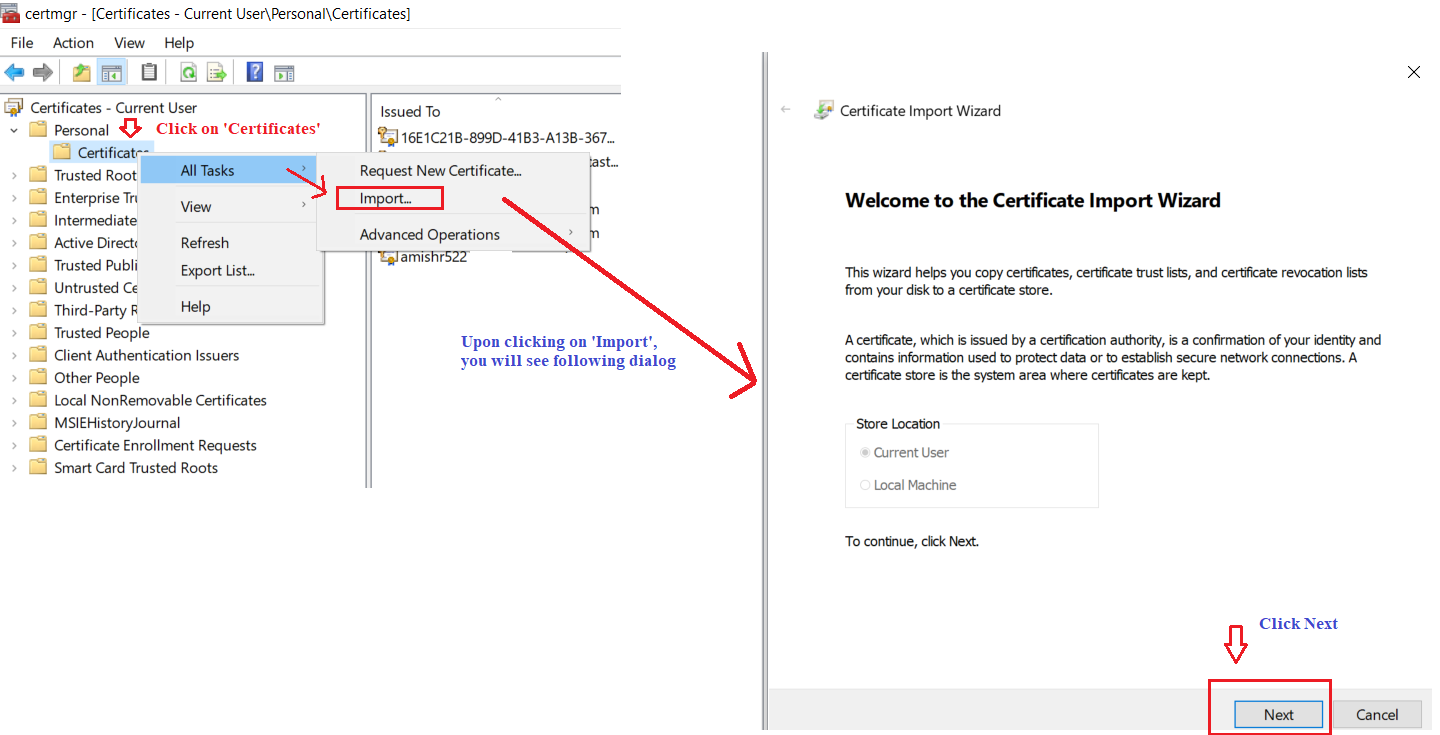 certmgr - [Certificates - Current User\Personal\Certificates]
File Action View Help
Certificates - Current User
Personal
Click on 'Certificates'
Certificates
Trusted Root
Enterprise Tru
Intermediate
Active Directo
Trusted Publi
Untrusted Ce
Third-Party R
Trusted People
Client Authentication Issuers
Other People
Local NonRemovable Certificates
MSIEHistoryJournal
Certificate Enrollment Requests
Smart Card Trusted Roots
All Tasks
View
Refresh
Export List...
Help
Request New Certificate...
Import...
Advanced Operations
Issued To
16E1C21B-899D-41B3-A13B-367...
tast...
m
m
amishr522
Upon clicking on 'Import',
you will see following dialog
Certificate Import Wizard
Welcome to the Certificate Import Wizard
This wizard helps you copy certificates, certificate trust lists, and certificate revocation lists
from your disk to a certificate store.
A certificate, which is issued by a certification authority, is a confirmation of your identity and
contains information used to protect data or to establish secure network connections. A
certificate store is the system area where certificates are kept.
Store Location
Current User
Local Machine
To continue, click Next.
Click Next
Next
Cancel